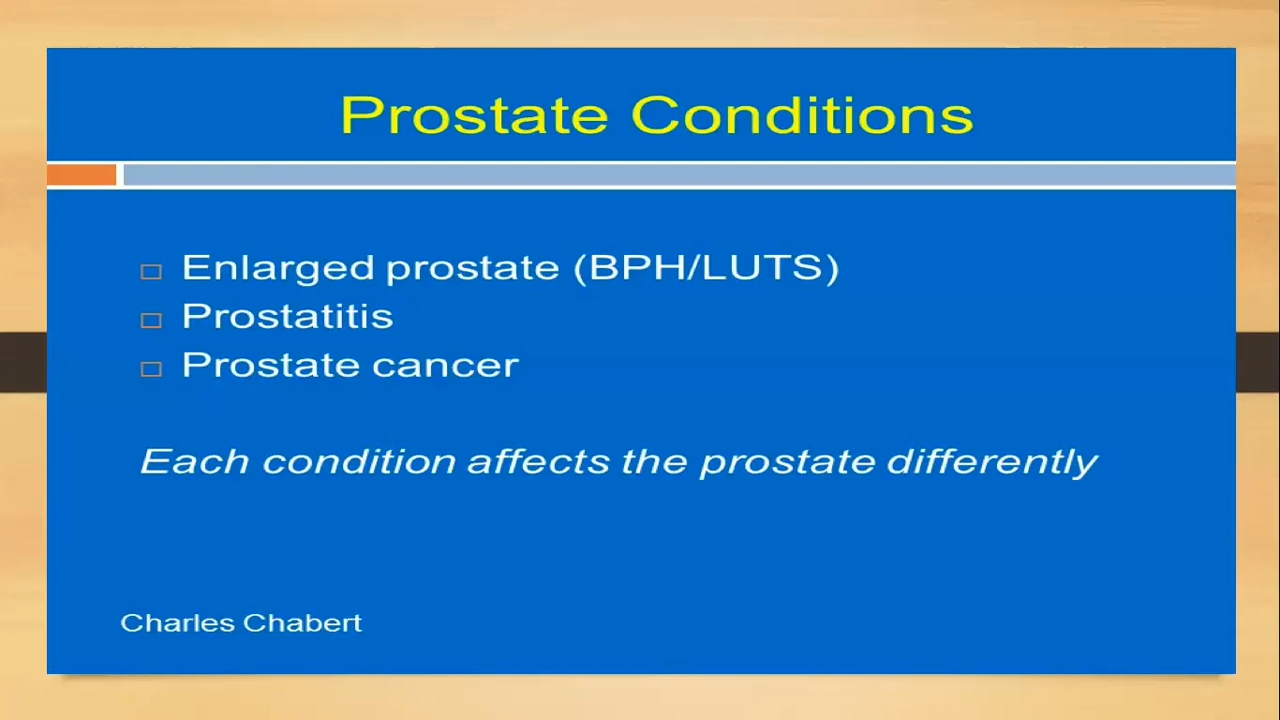 Prostate Conditions
Enlarged prostate (BPH/LUTS)
Prostatitis
Prostate cancer
Each condition affects the prostate differently
Charles Chabert